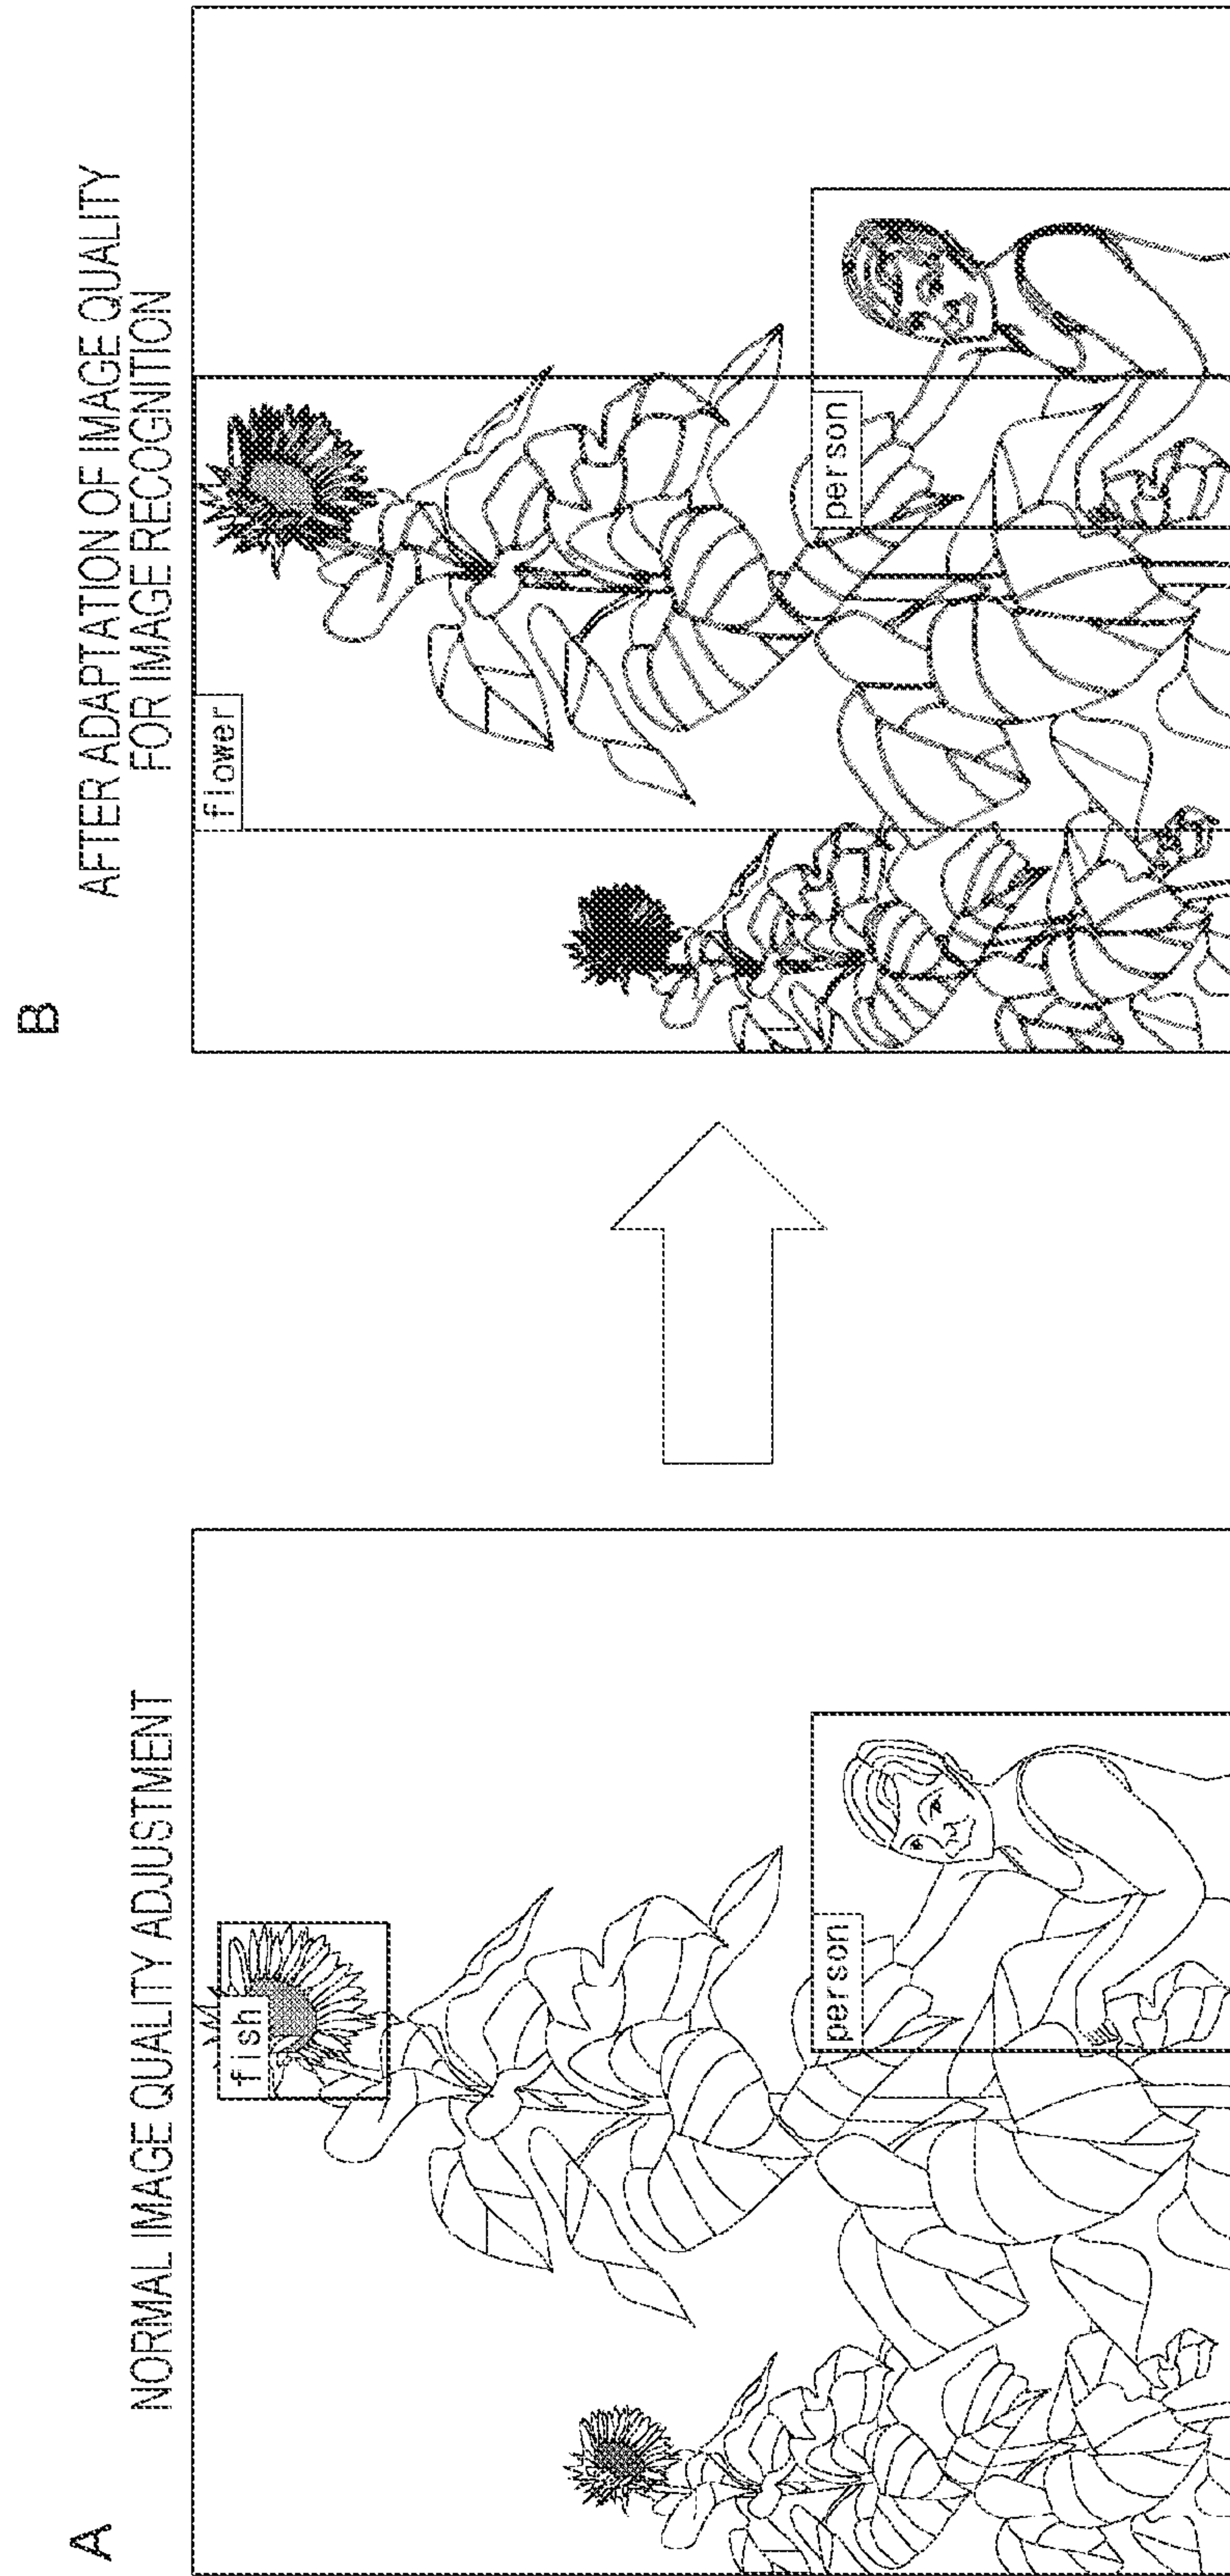 A
NORMAL IMAGE QUALITY ADJUSTMENT
fish
person
B
AFTER ADAPTATION OF IMAGE QUALITY
FOR IMAGE RECOGNITION
flower
person